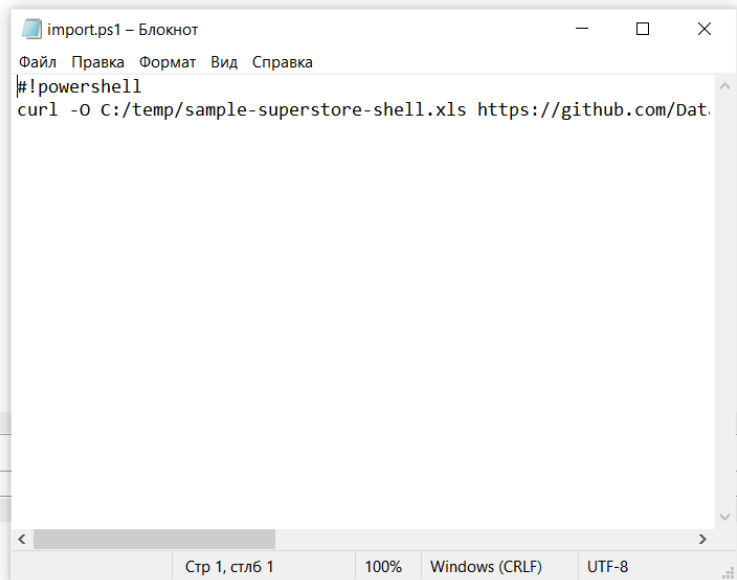 import.ps1 – Блокнот
Файл Правка Формат Вид Справка
#!powershell
curl -O C:/temp/sample-superstore-shell.xls https://github.com/Dat
Стр 1, стлб 1 100% Windows (CRLF) UTF-8